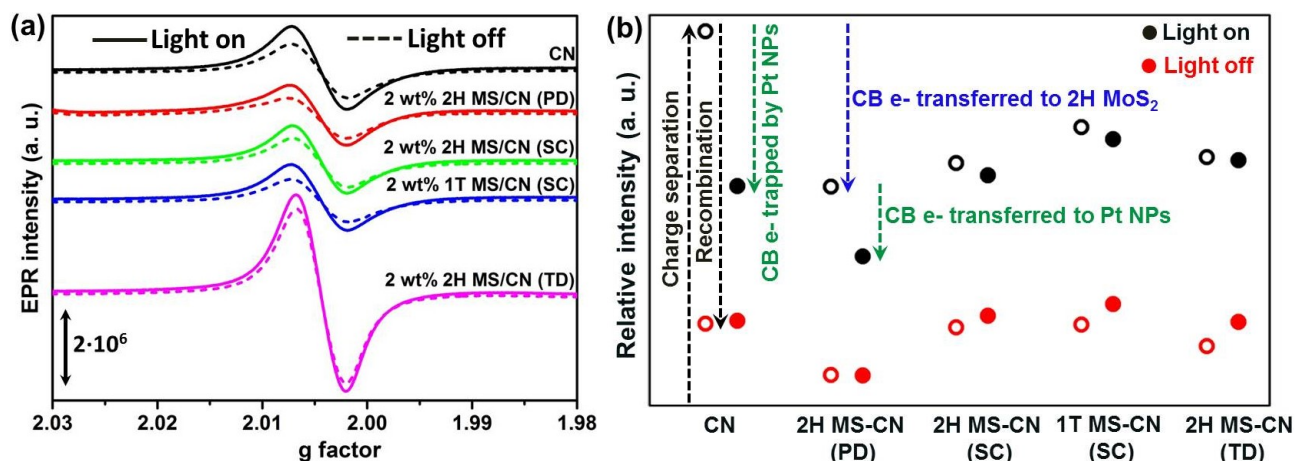 (a)
Light on
Light off
CN
2 wt% 2H MS/CN (PD)
2 wt% 2H MS/CN (SC)
2 wt% 1T MS/CN (SC)
2 wt% 2H MS/CN (TD)
2·10⁶
EPR intensity (a. u.)
2.03
2.02
2.01
2.00
1.99
1.98
g factor
(b)
Light on
Light off
Relative intensity (a. u.)
Charge separation
Recombination
CB e- trapped by Pt NPs
CB e- transferred to 2H MoS₂
CB e- transferred to Pt NPs
CN
2H MS-CN
(PD)
2H MS-CN
(SC)
1T MS-CN
(SC)
2H MS-CN
(TD)